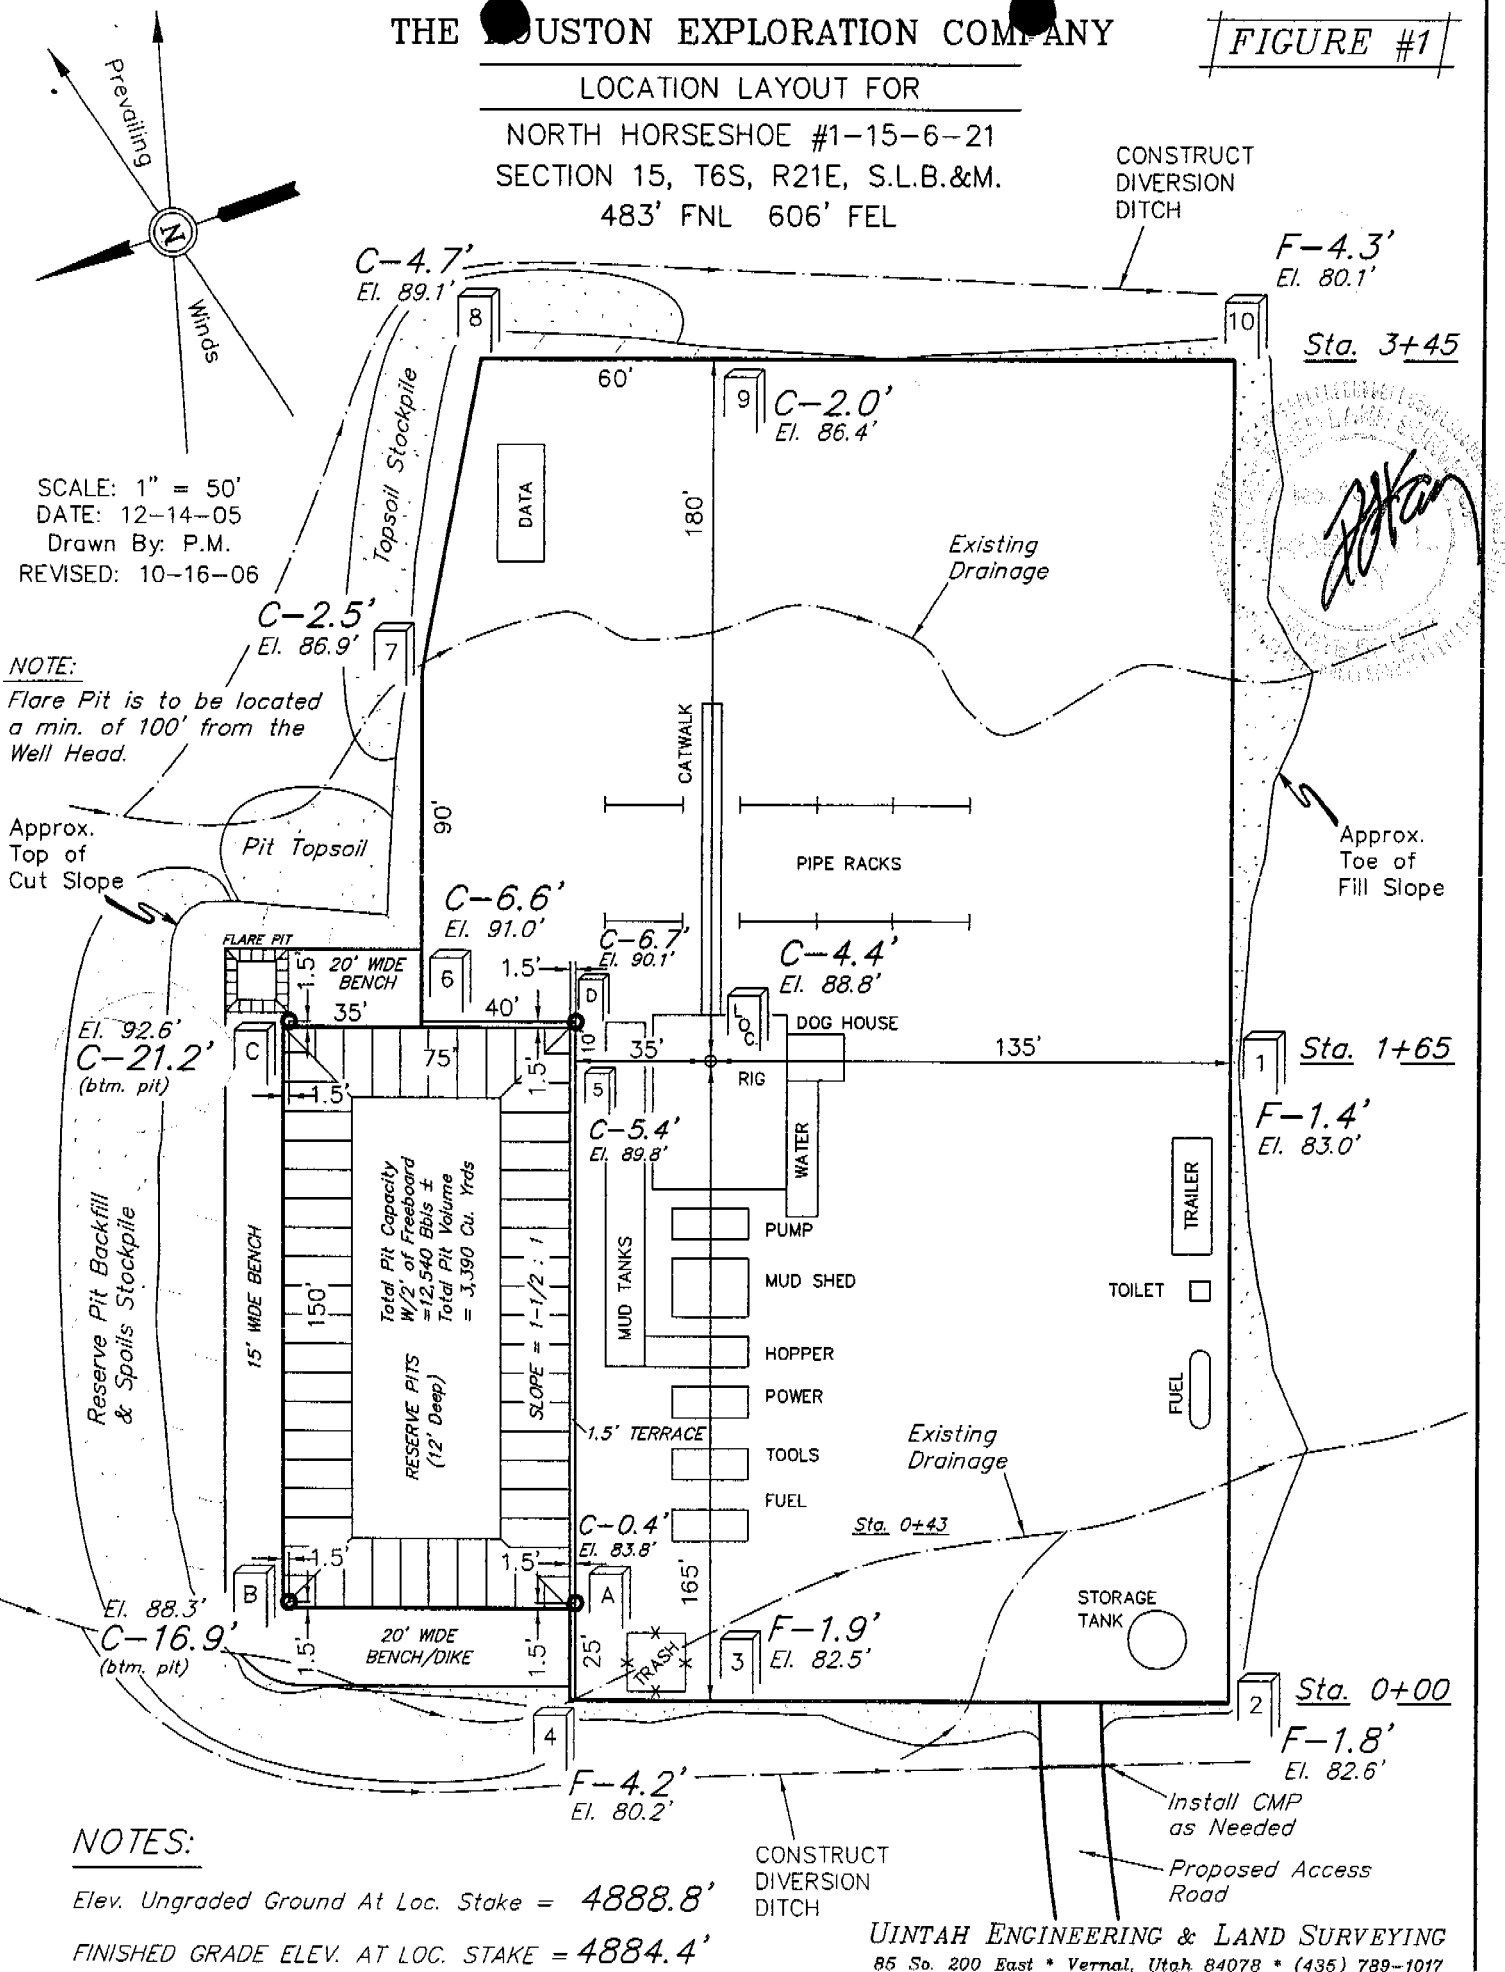 THE HOUSTON EXPLORATION COMPANY
FIGURE #1
LOCATION LAYOUT FOR
NORTH HORSESHOE #1-15-6-21
SECTION 15, T6S, R21E, S.L.B.&M.
483' FNL 606' FEL
Prevailing
Winds
N
CONSTRUCT
DIVERSION
DITCH
C-4.7'
El. 89.1'
8
F-4.3'
El. 80.1'
10
Sta. 3+45
60'
9
C-2.0'
El. 86.4'
SCALE: 1" = 50'
DATE: 12-14-05
Drawn By: P.M.
REVISED: 10-16-06
Topsoil Stockpile
DATA
180'
Existing
Drainage
C-2.5'
El. 86.9'
7
NOTE:
Flare Pit is to be located
a min. of 100' from the
Well Head.
CATWALK
90'
Approx.
Top of
Cut Slope
Pit Topsoil
PIPE RACKS
Approx.
Toe of
Fill Slope
C-6.6'
El. 91.0'
6
C-6.7'
El. 90.1'
D
C-4.4'
El. 88.8'
LOC.
FLARE PIT
1.5'
20' WIDE
BENCH
1.5'
35'
40'
El. 92.6'
C-21.2'
(btm. pit)
C
75'
1.5'
10'
35'
RIG
DOG HOUSE
135'
1
Sta. 1+65
F-1.4'
El. 83.0'
1.5'
5
C-5.4'
El. 89.8'
WATER
TRAILER
Reserve Pit Backfill
& Spoils Stockpile
15' WIDE BENCH
150'
Total Pit Capacity
W/2' of Freeboard
=12,540 Bbls ±
Total Pit Volume
= 3,390 Cu. Yrds
RESERVE PITS
(12' Deep)
SLOPE = 1-1/2 : 1
MUD TANKS
PUMP
MUD SHED
HOPPER
POWER
TOOLS
FUEL
TOILET
FUEL
1.5' TERRACE
Existing
Drainage
Sta. 0+43
C-0.4'
El. 83.8'
1.5'
1.5'
B
A
El. 88.3'
C-16.9'
(btm. pit)
1.5'
20' WIDE
BENCH/DIKE
1.5'
25'
TRASH
165'
3
F-1.9'
El. 82.5'
STORAGE
TANK
2
Sta. 0+00
F-1.8'
El. 82.6'
4
F-4.2'
El. 80.2'
Install CMP
as Needed
CONSTRUCT
DIVERSION
DITCH
Proposed Access
Road
NOTES:
Elev. Ungraded Ground At Loc. Stake = 4888.8'
FINISHED GRADE ELEV. AT LOC. STAKE = 4884.4'
UINTAH ENGINEERING & LAND SURVEYING
85 So. 200 East * Vernal, Utah 84078 * (435) 789-1017